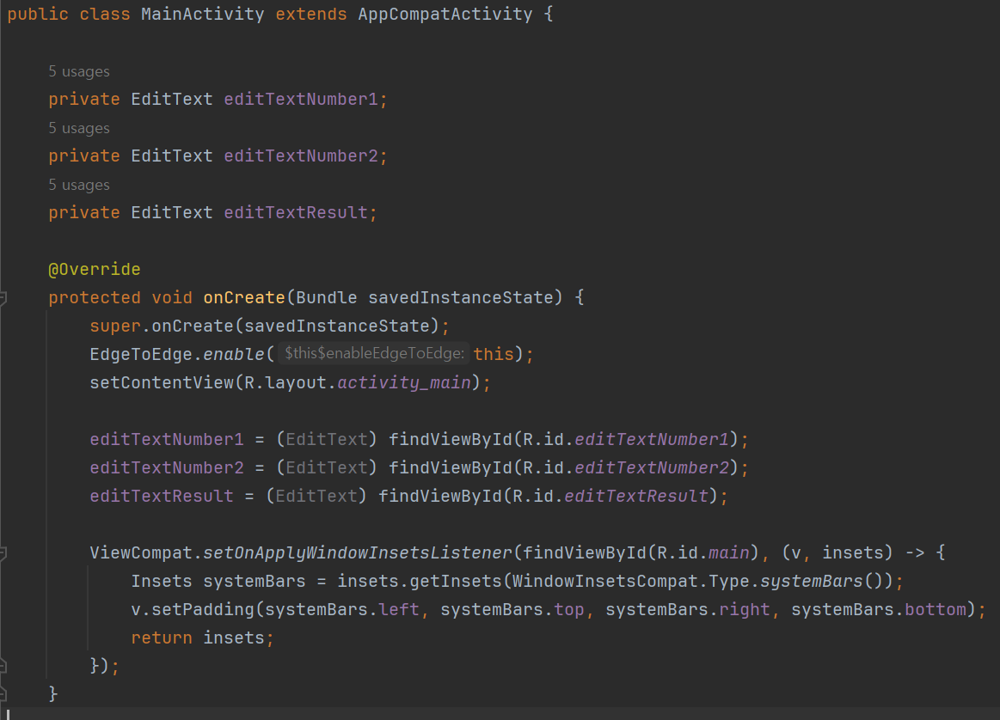 public class MainActivity extends AppCompatActivity {
5 usages
private EditText editTextNumber1;
5 usages
private EditText editTextNumber2;
5 usages
private EditText editTextResult;
@Override
protected void onCreate(Bundle savedInstanceState) {
super.onCreate(savedInstanceState);
EdgeToEdge.enable( $this$enableEdgeToEdge: this);
setContentView(R.layout.activity_main);
editTextNumber1 = (EditText) findViewById(R.id.editTextNumber1);
editTextNumber2 = (EditText) findViewById(R.id.editTextNumber2);
editTextResult = (EditText) findViewById(R.id.editTextResult);
ViewCompat.setOnApplyWindowInsetsListener(findViewById(R.id.main), (v, insets) -> {
Insets systemBars = insets.getInsets(WindowInsetsCompat.Type.systemBars());
v.setPadding(systemBars.left, systemBars.top, systemBars.right, systemBars.bottom);
return insets;
});
}